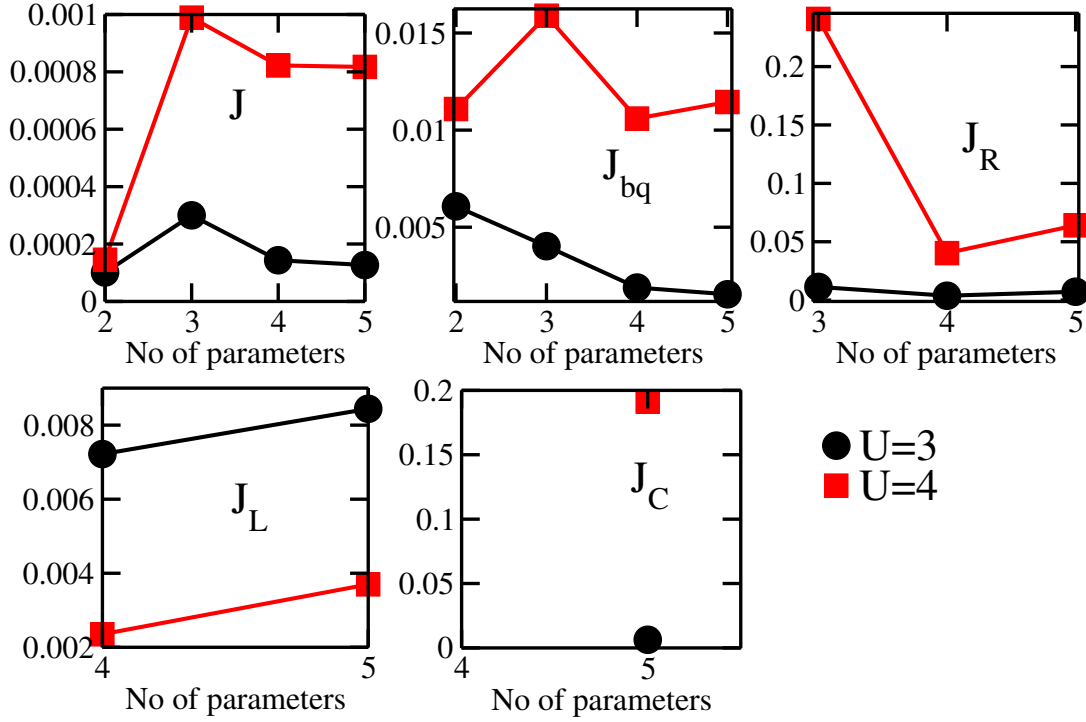 0.001
0.0008
0.0006
0.0004
0.0002
0
J
2 3 4 5
No of parameters
0.015
0.01
0.005
J_bq
2 3 4 5
No of parameters
0.2
0.15
0.1
0.05
0
J_R
3 4 5
No of parameters
0.008
0.006
0.004
0.002
J_L
4 5
No of parameters
0.2
0.15
0.1
0.05
0
J_C
4 5
No of parameters
U=3
U=4